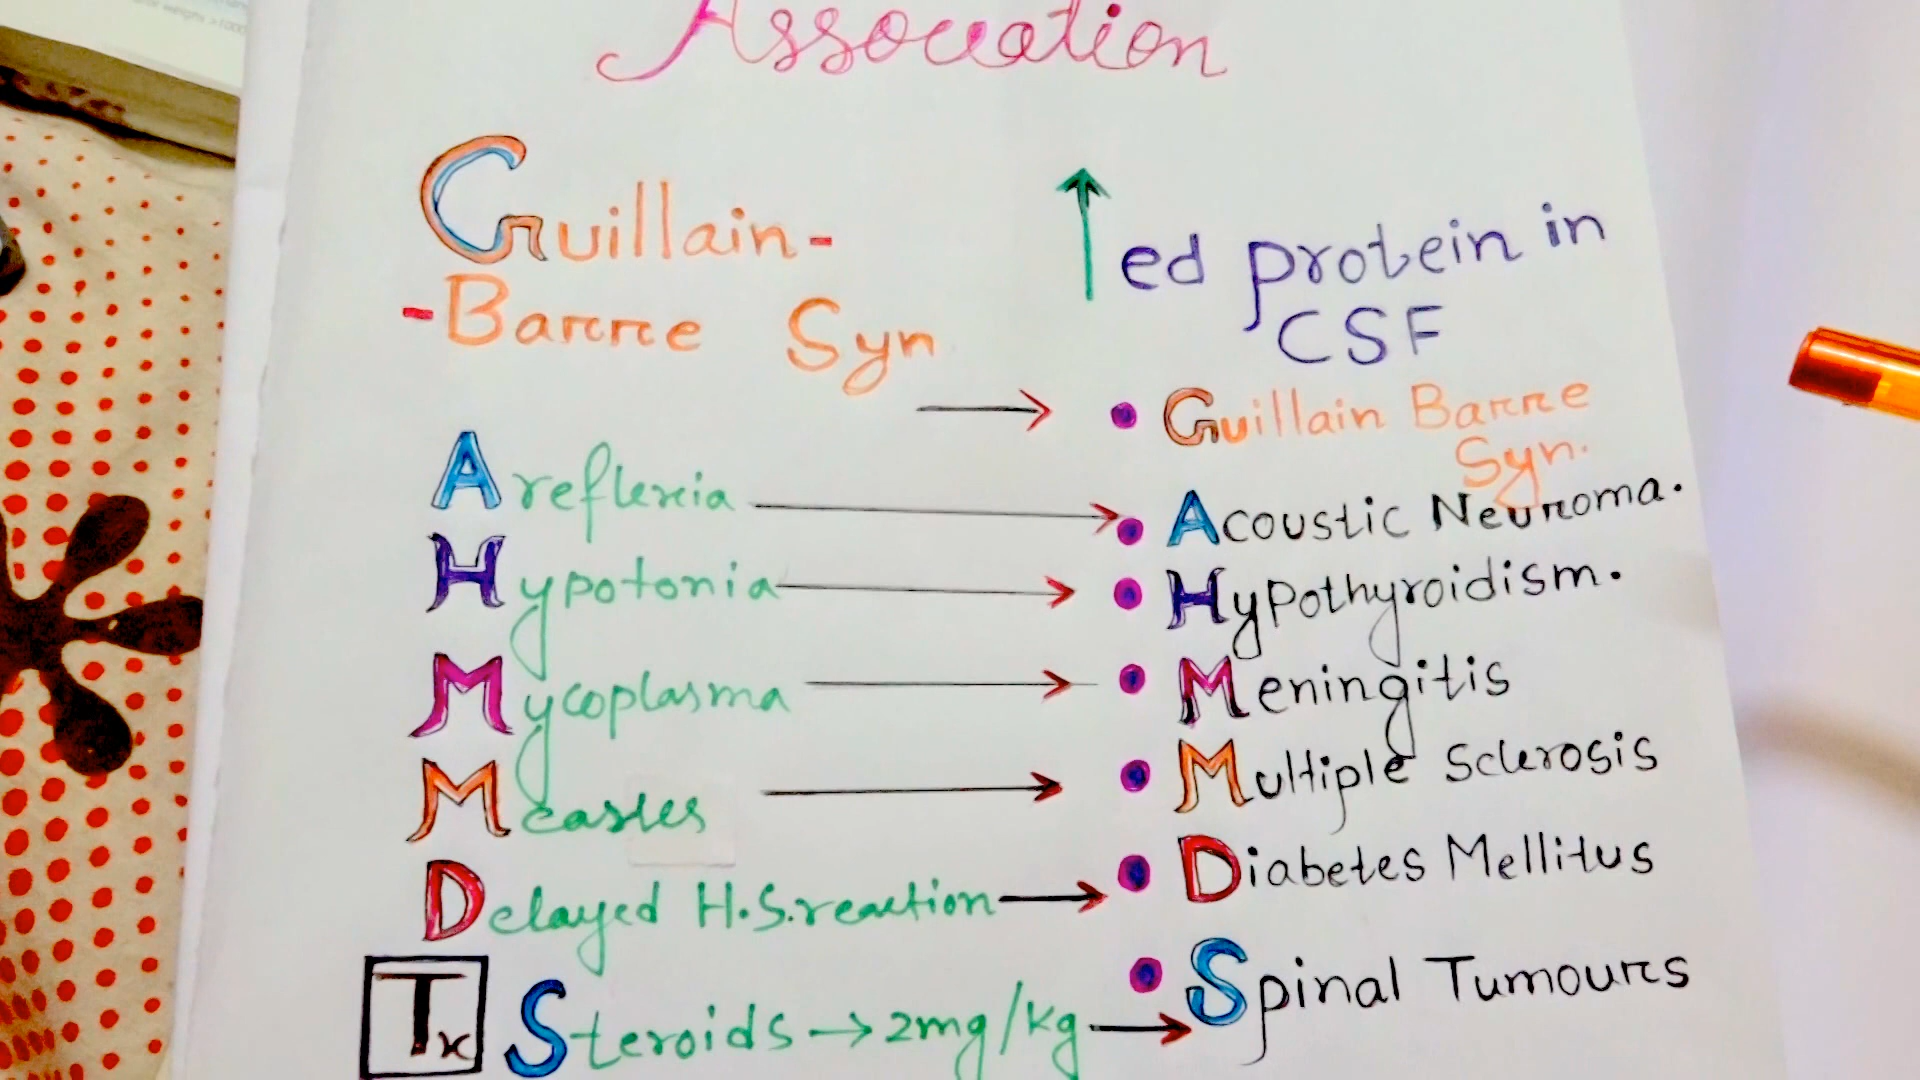 Association
Guillain-
-Barre Syn
↑ed protein in
CSF
→ • Guillain Barre
Syn.
Areflexia → • Acoustic Neuroma.
Hypotonia → • Hypothyroidism.
Mycoplasma → • Meningitis
Measles → • Multiple Sclerosis
Delayed H.S. reaction → • Diabetes Mellitus
Tx Steroids → 2mg/kg → • Spinal Tumours